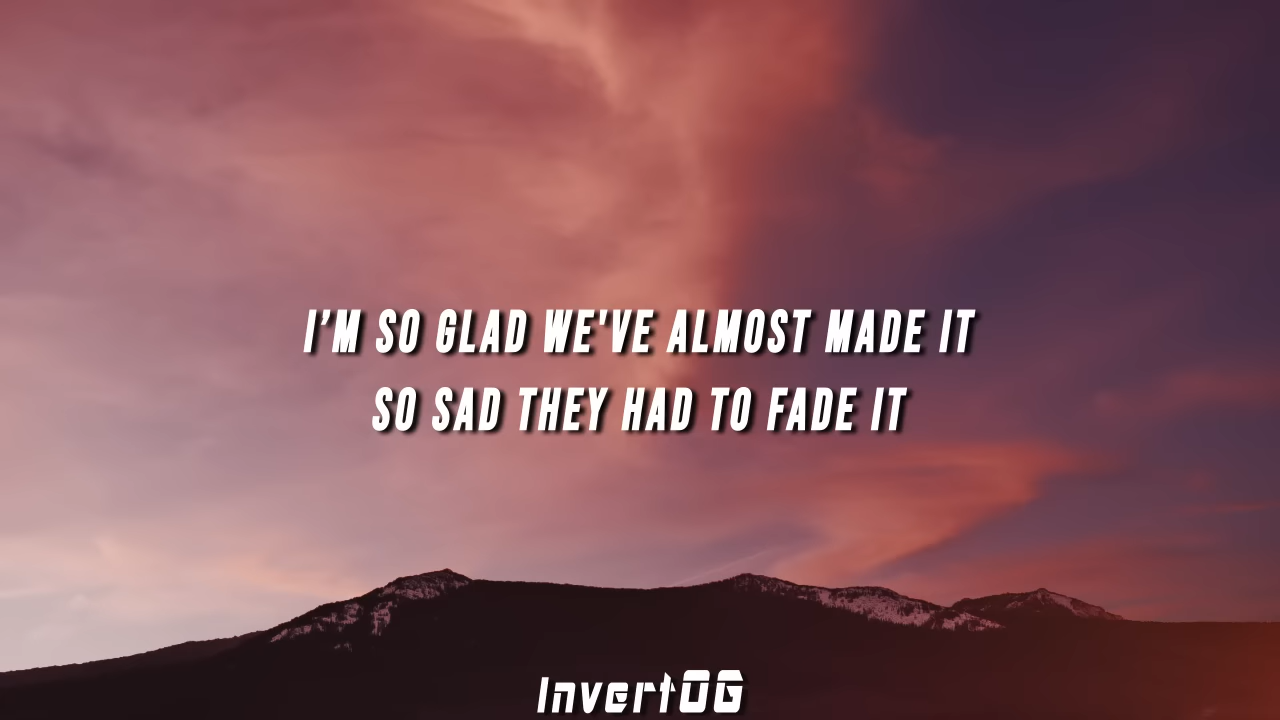 I’M SO GLAD WE'VE ALMOST MADE IT
SO SAD THEY HAD TO FADE IT
InvertOG